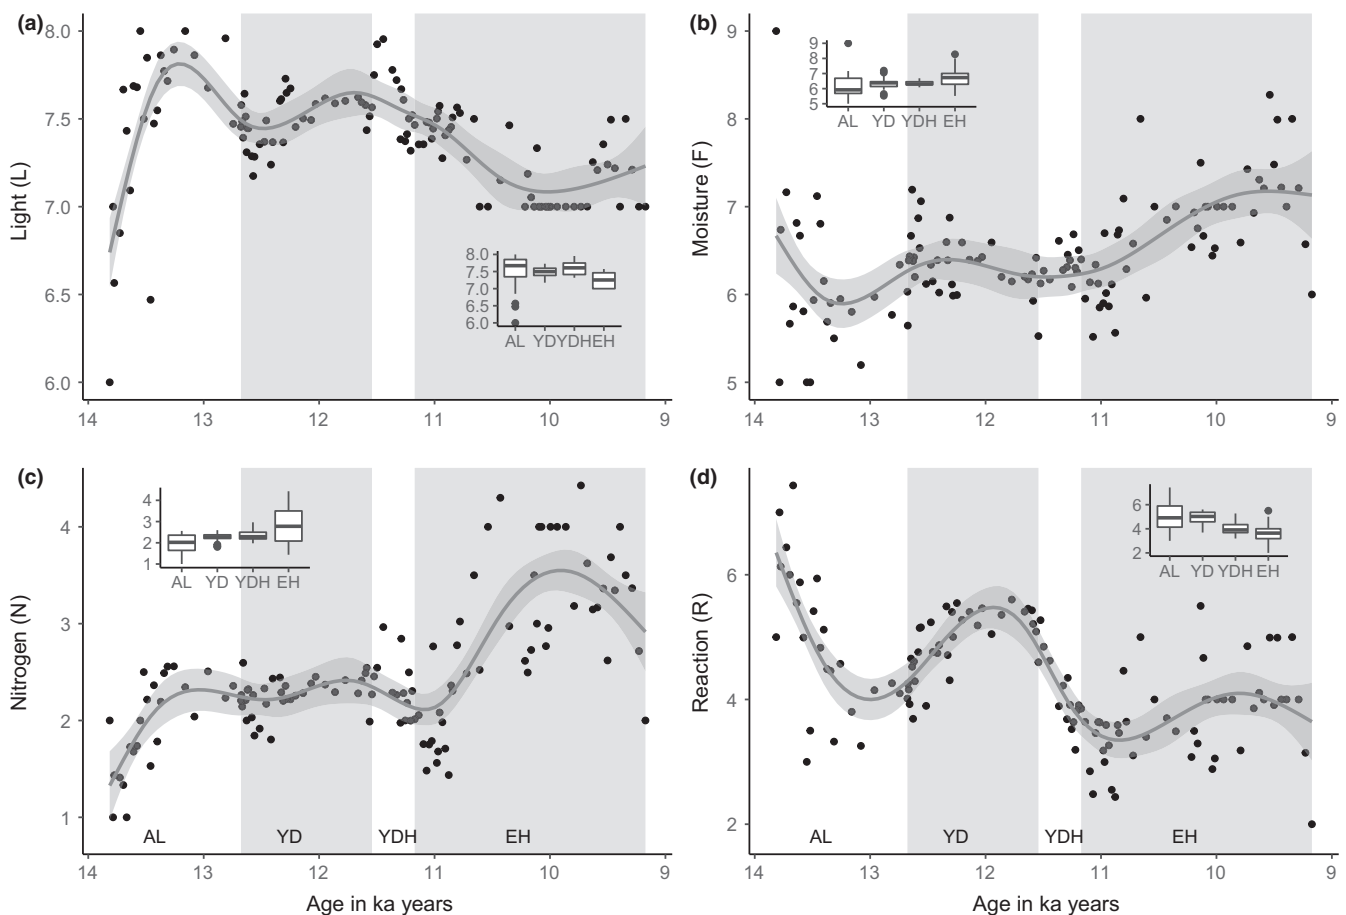 (a)
8.0
7.5
7.0
6.5
6.0
Light (L)
8.0
7.5
7.0
6.5
6.0
AL YD YDH EH
14 13 12 11 10 9
(b)
9
8
7
6
5
Moisture (F)
9
8
7
6
5
AL YD YDH EH
14 13 12 11 10 9
(c)
4
3
2
1
Nitrogen (N)
4
3
2
1
AL YD YDH EH
AL YD YDH EH
14 13 12 11 10 9
Age in ka years
(d)
6
4
2
Reaction (R)
6
4
2
AL YD YDH EH
AL YD YDH EH
14 13 12 11 10 9
Age in ka years